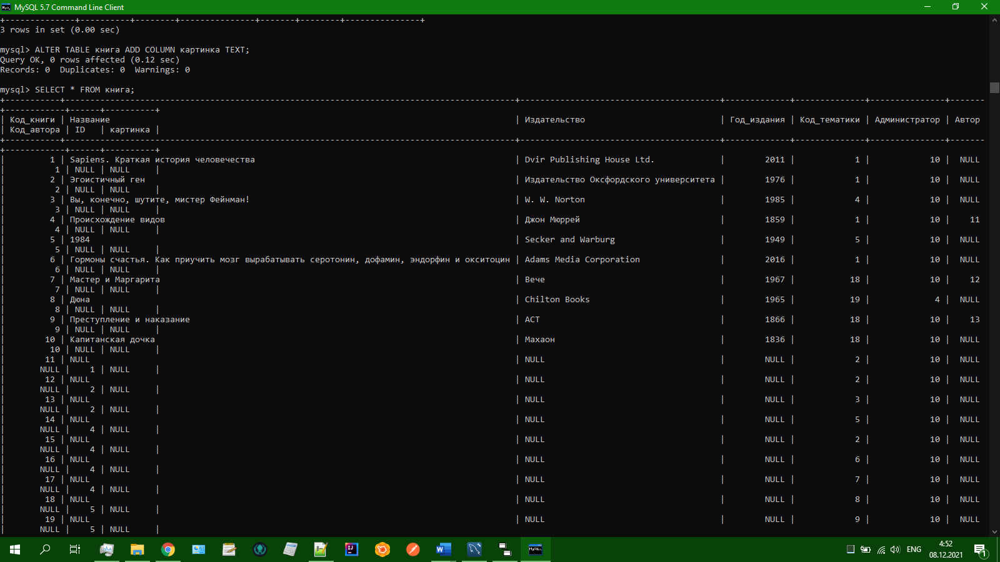 MySQL 5.7 Command Line Client
+--------------+----------+--------+---------------+-------+--------+---------------+
3 rows in set (0.00 sec)
mysql> ALTER TABLE книга ADD COLUMN картинка TEXT;
Query OK, 0 rows affected (0.12 sec)
Records: 0  Duplicates: 0  Warnings: 0
mysql> SELECT * FROM книга;
+-----------+------------------------------------------------------------------------------------------+----------------------------------------+-------------+--------------+---------------+-------
+------------+------+----------+
| Код_книги | Название | Издательство | Год_издания | Код_тематики | Администратор | Автор
| Код_автора | ID   | картинка |
+-----------+------------------------------------------------------------------------------------------+----------------------------------------+-------------+--------------+---------------+-------
+------------+------+----------+
| 1 | Sapiens. Краткая история человечества | Dvir Publishing House Ltd. | 2011 | 1 | 10 | NULL
| 1 | NULL | NULL |
| 2 | Эгоистичный ген | Издательство Оксфордского университета | 1976 | 1 | 10 | NULL
| 2 | NULL | NULL |
| 3 | Вы, конечно, шутите, мистер Фейнман! | W. W. Norton | 1985 | 4 | 10 | NULL
| 3 | NULL | NULL |
| 4 | Происхождение видов | Джон Мюррей | 1859 | 1 | 10 | 11
| 4 | NULL | NULL |
| 5 | 1984 | Secker and Warburg | 1949 | 5 | 10 | NULL
| 5 | NULL | NULL |
| 6 | Гормоны счастья. Как приучить мозг вырабатывать серотонин, дофамин, эндорфин и окситоцин | Adams Media Corporation | 2016 | 1 | 10 | NULL
| 6 | NULL | NULL |
| 7 | Мастер и Маргарита | Вече | 1967 | 18 | 10 | 12
| 7 | NULL | NULL |
| 8 | Дюна | Chilton Books | 1965 | 19 | 4 | NULL
| 8 | NULL | NULL |
| 9 | Преступление и наказание | АСТ | 1866 | 18 | 10 | 13
| 9 | NULL | NULL |
| 10 | Капитанская дочка | Махаон | 1836 | 18 | 10 | NULL
| 10 | NULL | NULL |
| 11 | NULL | NULL | NULL | 2 | 10 | NULL
| NULL | 1 | NULL |
| 12 | NULL | NULL | NULL | 2 | 10 | NULL
| NULL | 2 | NULL |
| 13 | NULL | NULL | NULL | 3 | 10 | NULL
| NULL | 2 | NULL |
| 14 | NULL | NULL | NULL | 5 | 10 | NULL
| NULL | 4 | NULL |
| 15 | NULL | NULL | NULL | 2 | 10 | NULL
| NULL | 4 | NULL |
| 16 | NULL | NULL | NULL | 6 | 10 | NULL
| NULL | 4 | NULL |
| 17 | NULL | NULL | NULL | 7 | 10 | NULL
| NULL | 4 | NULL |
| 18 | NULL | NULL | NULL | 8 | 10 | NULL
| NULL | 5 | NULL |
| 19 | NULL | NULL | NULL | 9 | 10 | NULL
| NULL | 5 | NULL |
ENG
4:52
08.12.2021
1